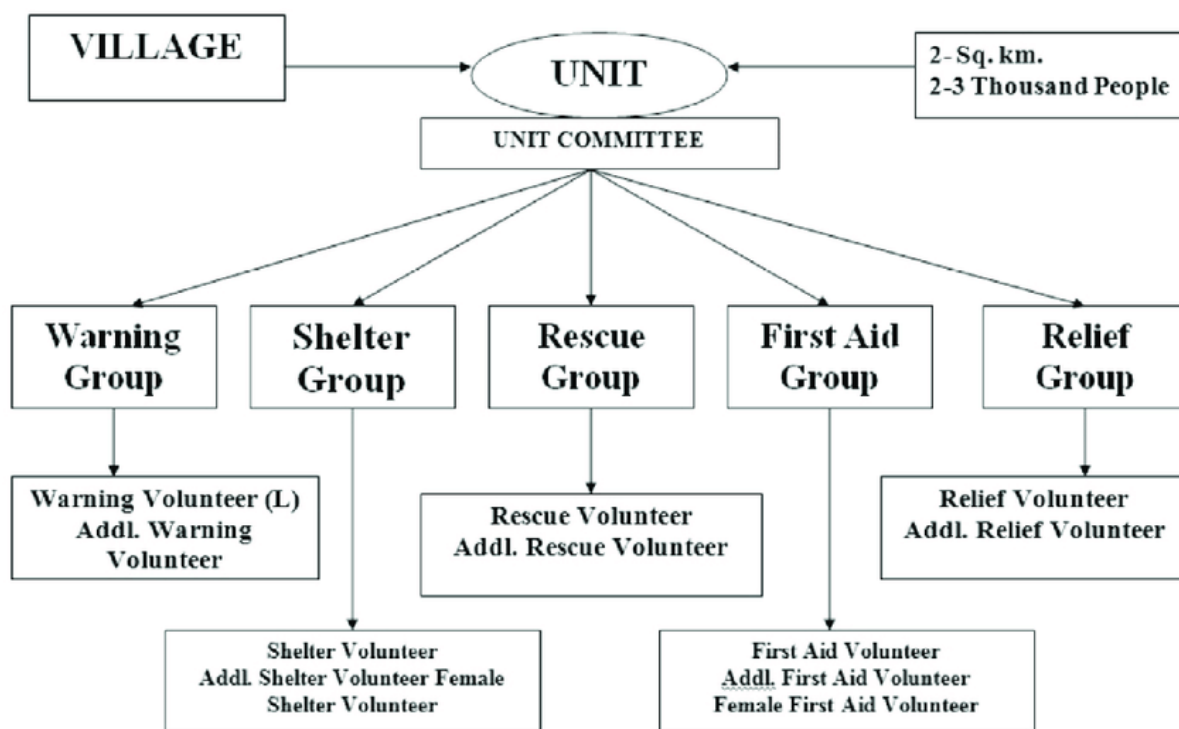 VILLAGE
UNIT
2- Sq. km.
2-3 Thousand People
UNIT COMMITTEE
Warning
Group
Shelter
Group
Rescue
Group
First Aid
Group
Relief
Group
Warning Volunteer (L)
Addl. Warning
Volunteer
Rescue Volunteer
Addl. Rescue Volunteer
Relief Volunteer
Addl. Relief Volunteer
Shelter Volunteer
Addl. Shelter Volunteer Female
Shelter Volunteer
First Aid Volunteer
Addl. First Aid Volunteer
Female First Aid Volunteer